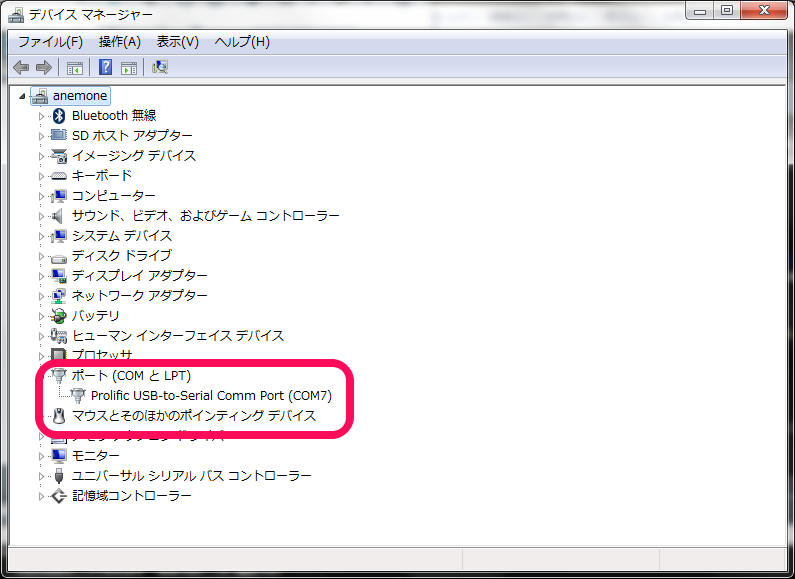 デバイス マネージャー
ファイル(F) 操作(A) 表示(V) ヘルプ(H)
anemone
Bluetooth 無線
SD ホスト アダプター
イメージング デバイス
キーボード
コンピューター
サウンド、ビデオ、およびゲーム コントローラー
システム デバイス
ディスク ドライブ
ディスプレイ アダプター
ネットワーク アダプター
バッテリ
ヒューマン インターフェイス デバイス
プロセッサ
ポート (COM と LPT)
Prolific USB-to-Serial Comm Port (COM7)
マウスとそのほかのポインティング デバイス
モニター
ユニバーサル シリアル バス コントローラー
記憶域コントローラー